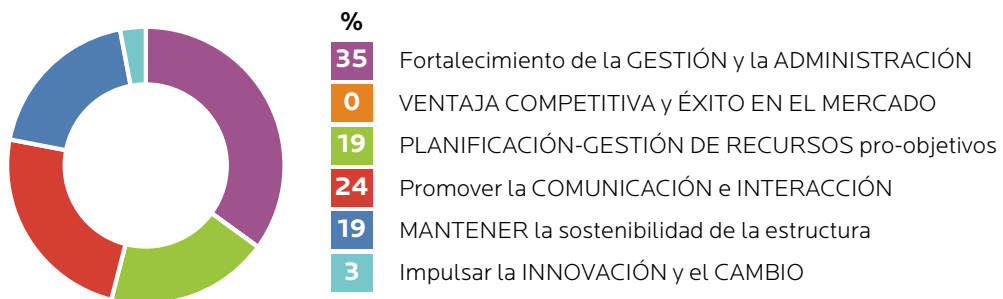 %
35 Fortalecimiento de la GESTIÓN y la ADMINISTRACIÓN
0 VENTAJA COMPETITIVA y ÉXITO EN EL MERCADO
19 PLANIFICACIÓN-GESTIÓN DE RECURSOS pro-objetivos
24 Promover la COMUNICACIÓN e INTERACCIÓN
19 MANTENER la sostenibilidad de la estructura
3 Impulsar la INNOVACIÓN y el CAMBIO